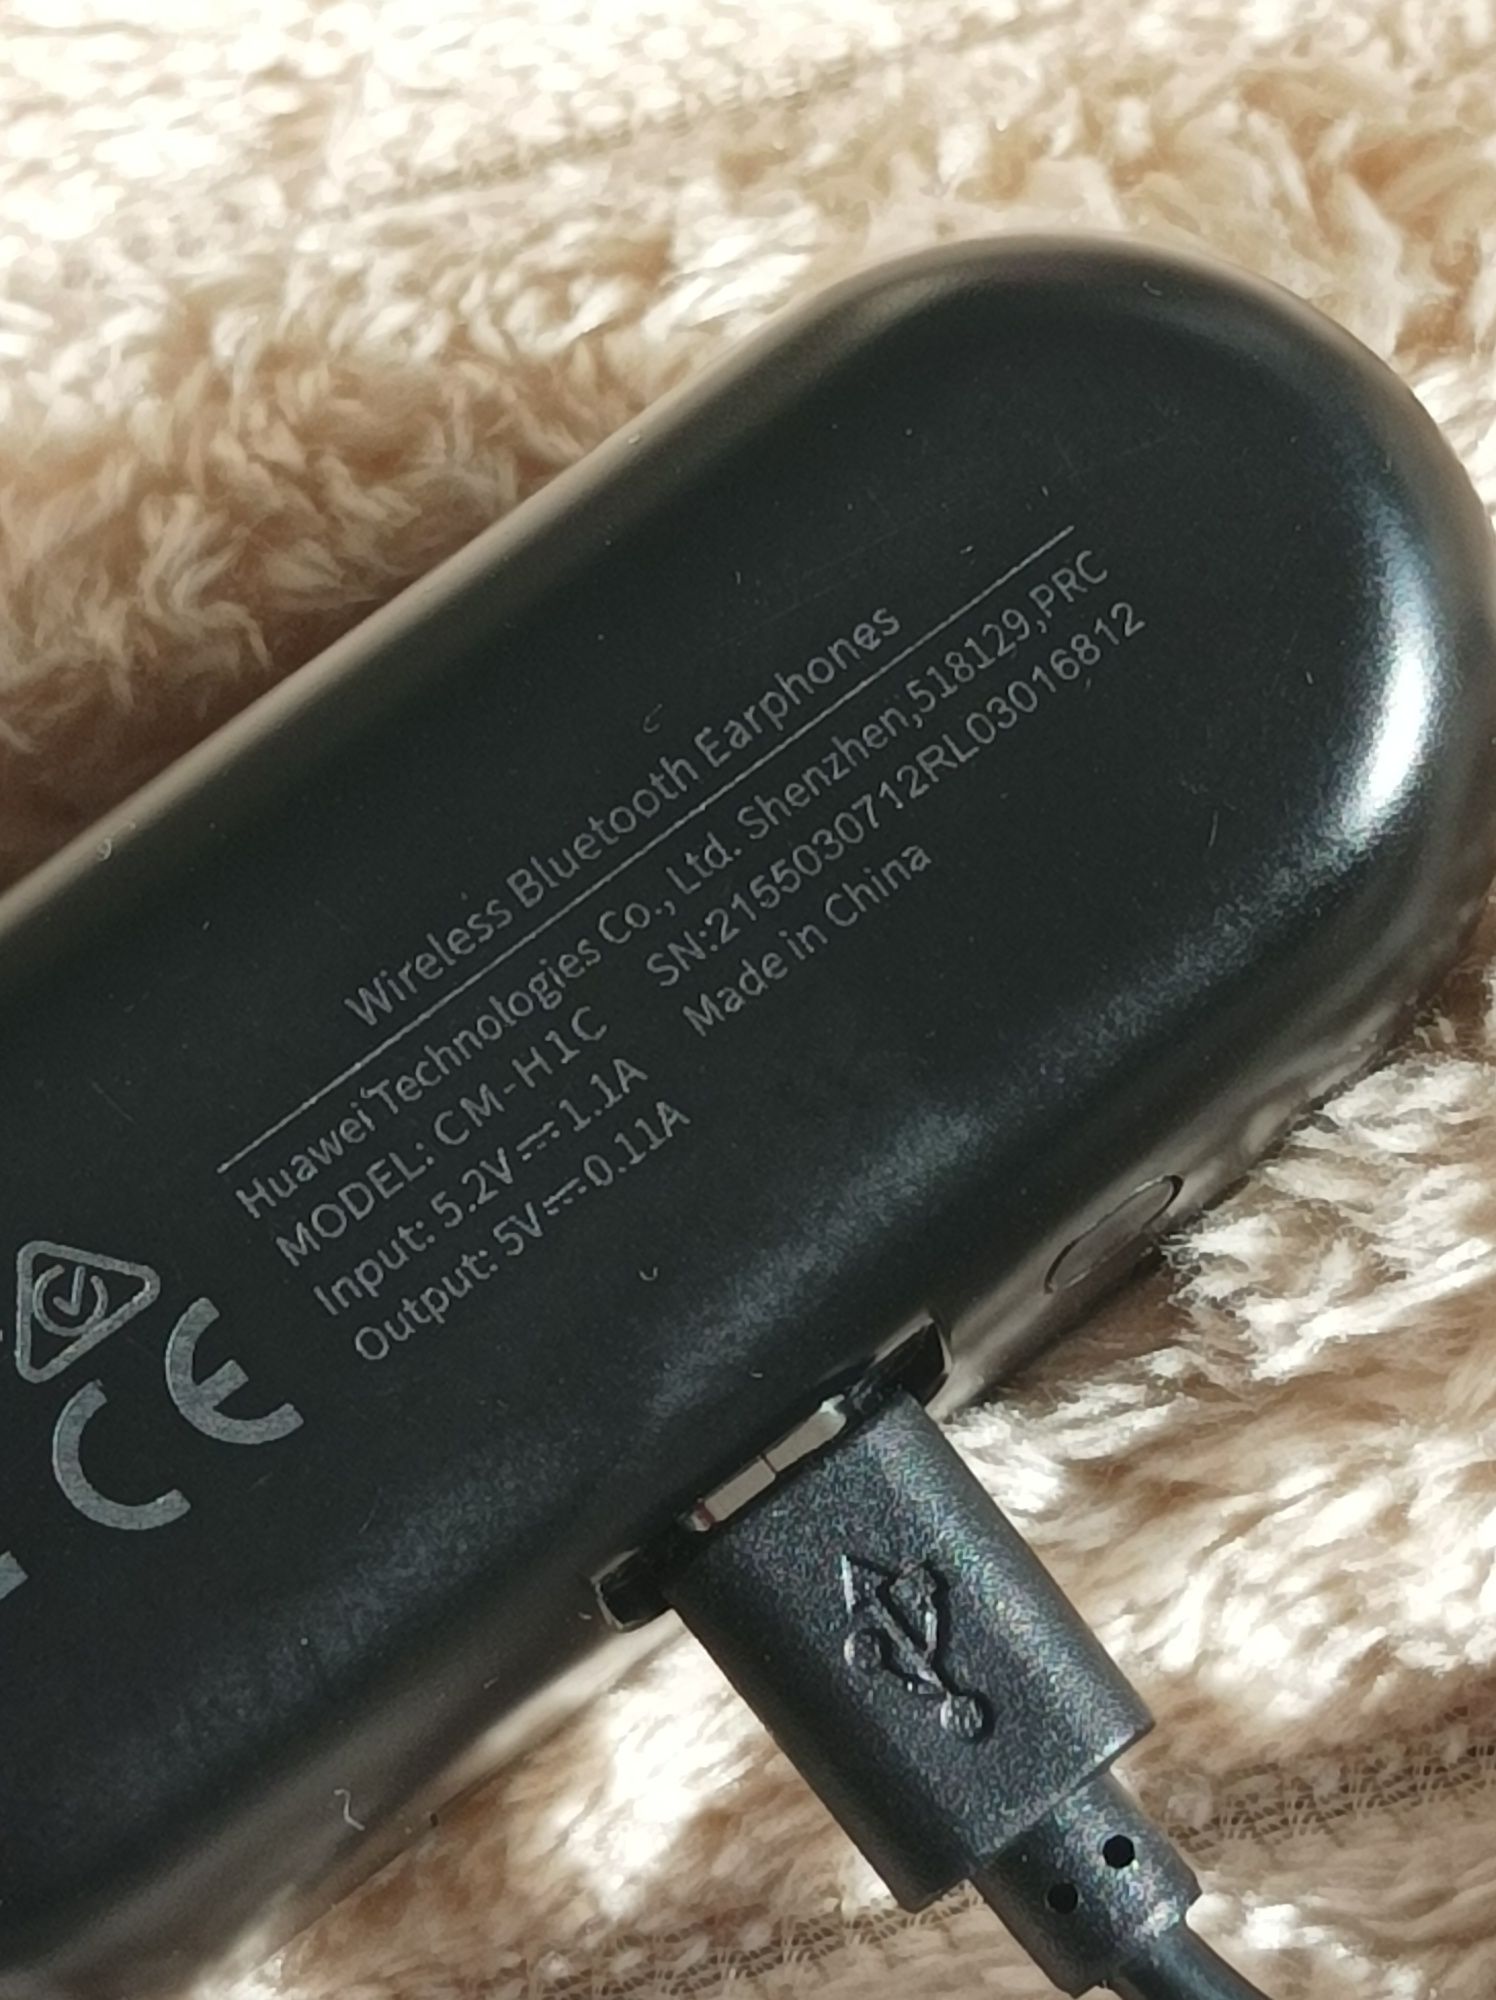 Wireless Bluetooth Earphones
Huawei Technologies Co., Ltd. Shenzhen,518129,PRC
MODEL: CM-H1C SN:2155030712RL03016812
Input: 5.2V⎓1.1A Made in China
Output: 5V⎓0.11A
CE